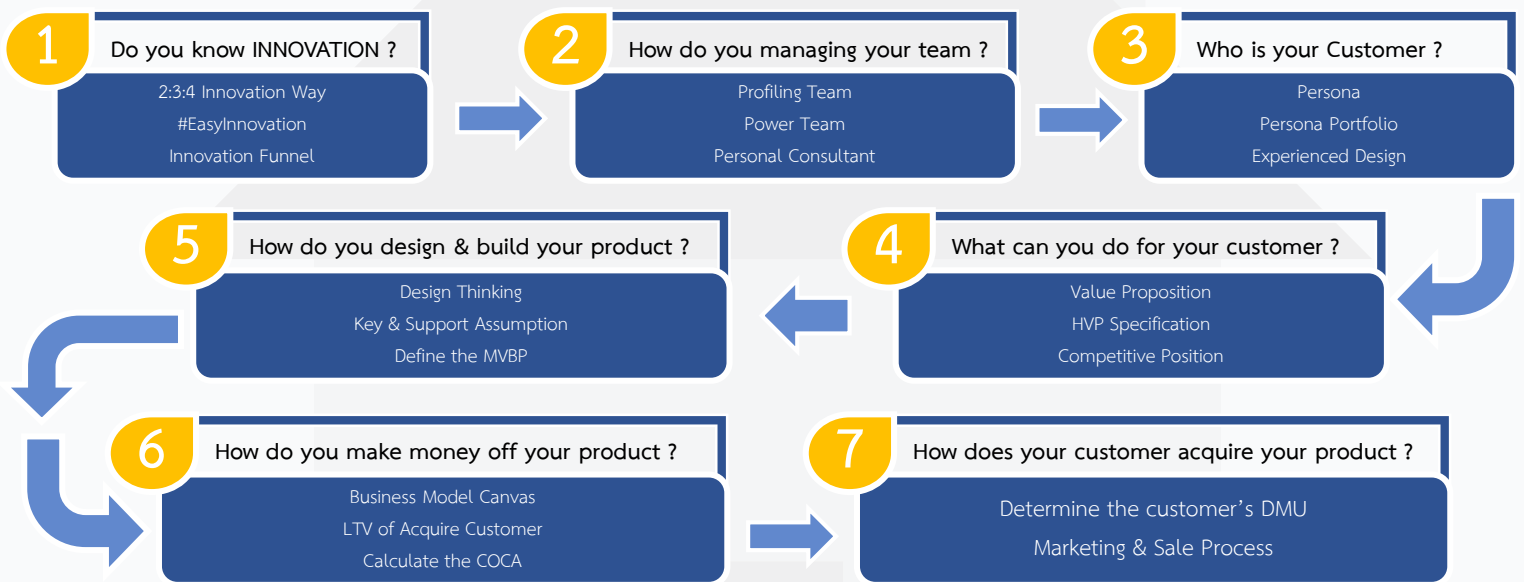 1
Do you know INNOVATION ?
2:3:4 Innovation Way
#EasyInnovation
Innovation Funnel
2
How do you managing your team ?
Profiling Team
Power Team
Personal Consultant
3
Who is your Customer ?
Persona
Persona Portfolio
Experienced Design
4
What can you do for your customer ?
Value Proposition
HVP Specification
Competitive Position
5
How do you design & build your product ?
Design Thinking
Key & Support Assumption
Define the MVBP
6
How do you make money off your product ?
Business Model Canvas
LTV of Acquire Customer
Calculate the COCA
7
How does your customer acquire your product ?
Determine the customer’s DMU
Marketing & Sale Process